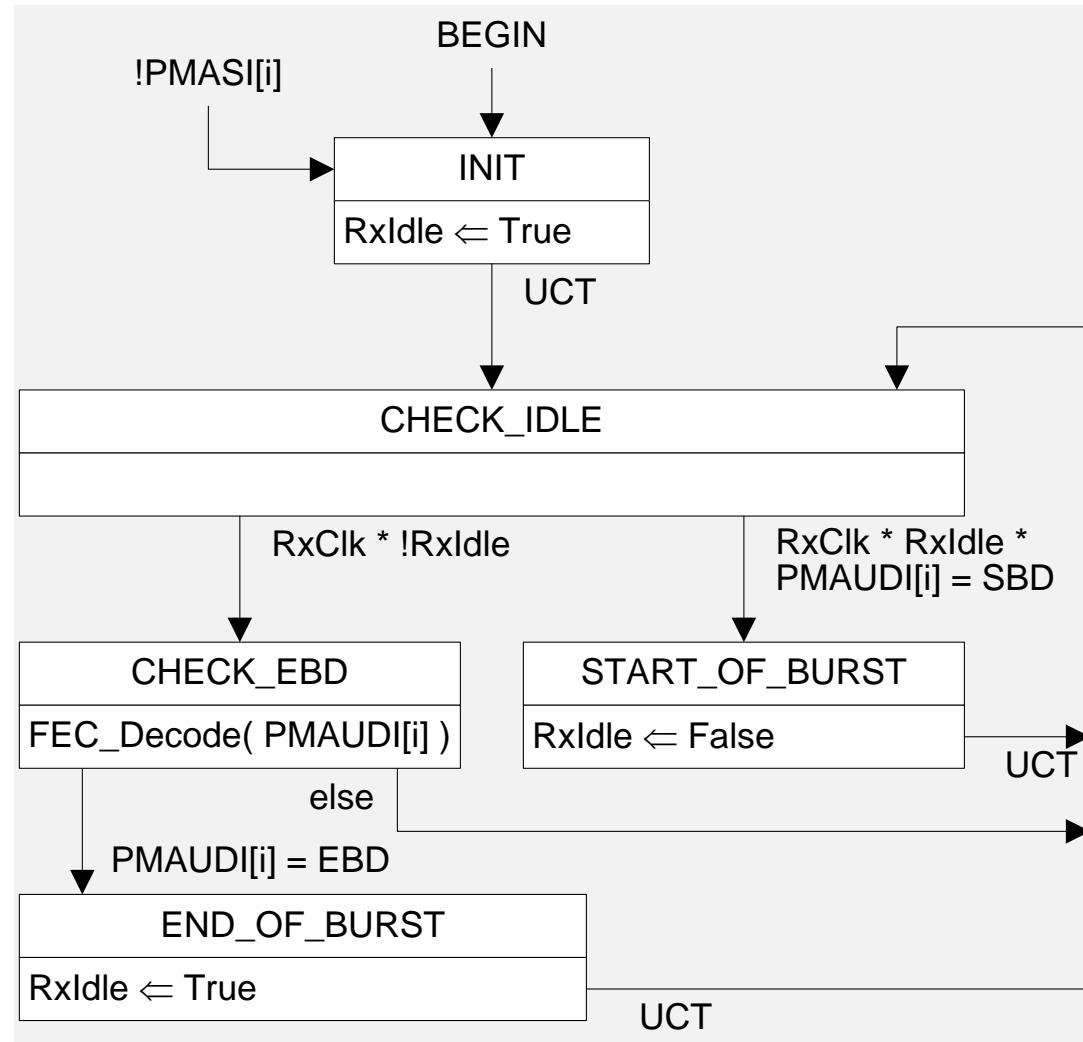 BEGIN
!PMASI[i]
INIT
RxIdle ⇐ True
UCT
CHECK_IDLE
RxClk * !RxIdle
RxClk * RxIdle *
PMAUDI[i] = SBD
CHECK_EBD
FEC_Decode( PMAUDI[i] )
START_OF_BURST
RxIdle ⇐ False
UCT
else
PMAUDI[i] = EBD
END_OF_BURST
RxIdle ⇐ True
UCT